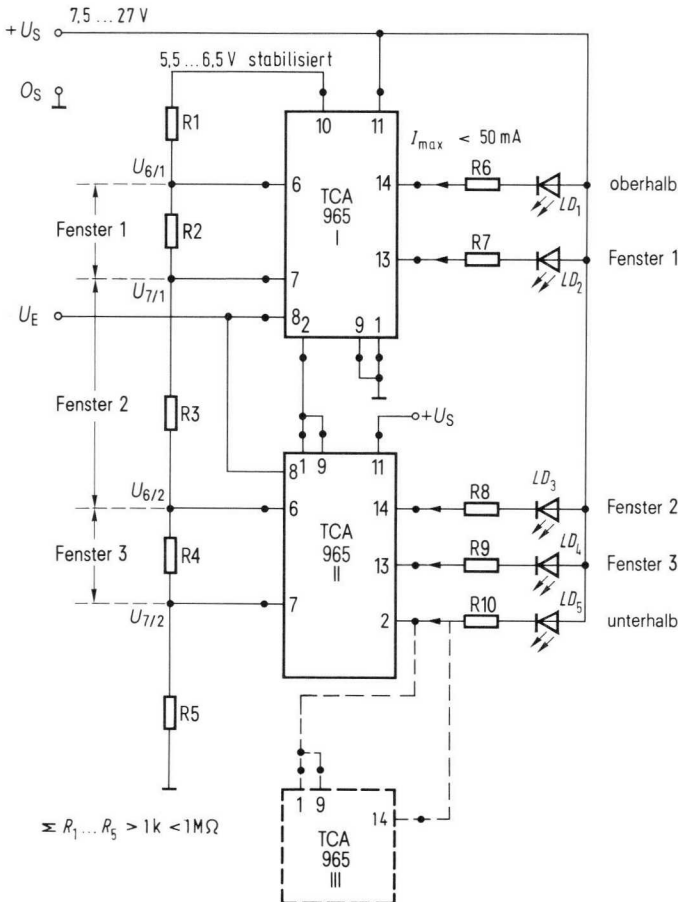 7,5 ... 27 V
+U_S
5,5 ... 6,5 V stabilisiert
O_S
R1
10
11
I_max < 50 mA
U_6/1
6
TCA
965
I
14
R6
LD_1
oberhalb
Fenster 1
R2
13
R7
LD_2
Fenster 1
U_7/1
7
U_E
8
2
9
1
Fenster 2
R3
+U_S
1
9
11
8
LD_3
U_6/2
6
TCA
965
II
14
R8
Fenster 2
Fenster 3
R4
13
R9
LD_4
Fenster 3
U_7/2
7
2
R10
LD_5
unterhalb
R5
1
9
14
TCA
965
III
Σ R_1 ... R_5 > 1k < 1MΩ